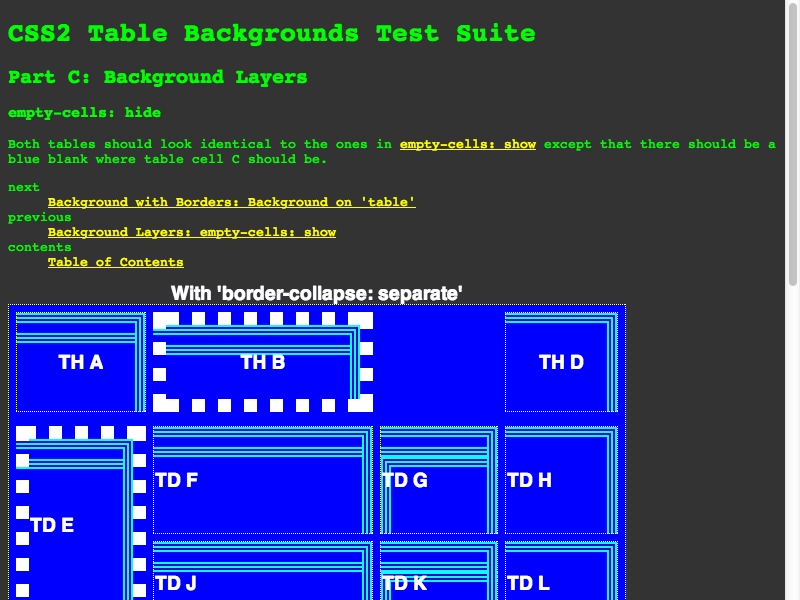 CSS2 Table Backgrounds Test Suite
Part C: Background Layers
empty-cells: hide
Both tables should look identical to the ones in empty-cells: show except that there should be a
blue blank where table cell C should be.
next
Background with Borders: Background on 'table'
previous
Background Layers: empty-cells: show
contents
Table of Contents
With 'border-collapse: separate'
TH A TH B TH D
TD F TD G TD H
TD E
TD J TD K TD L